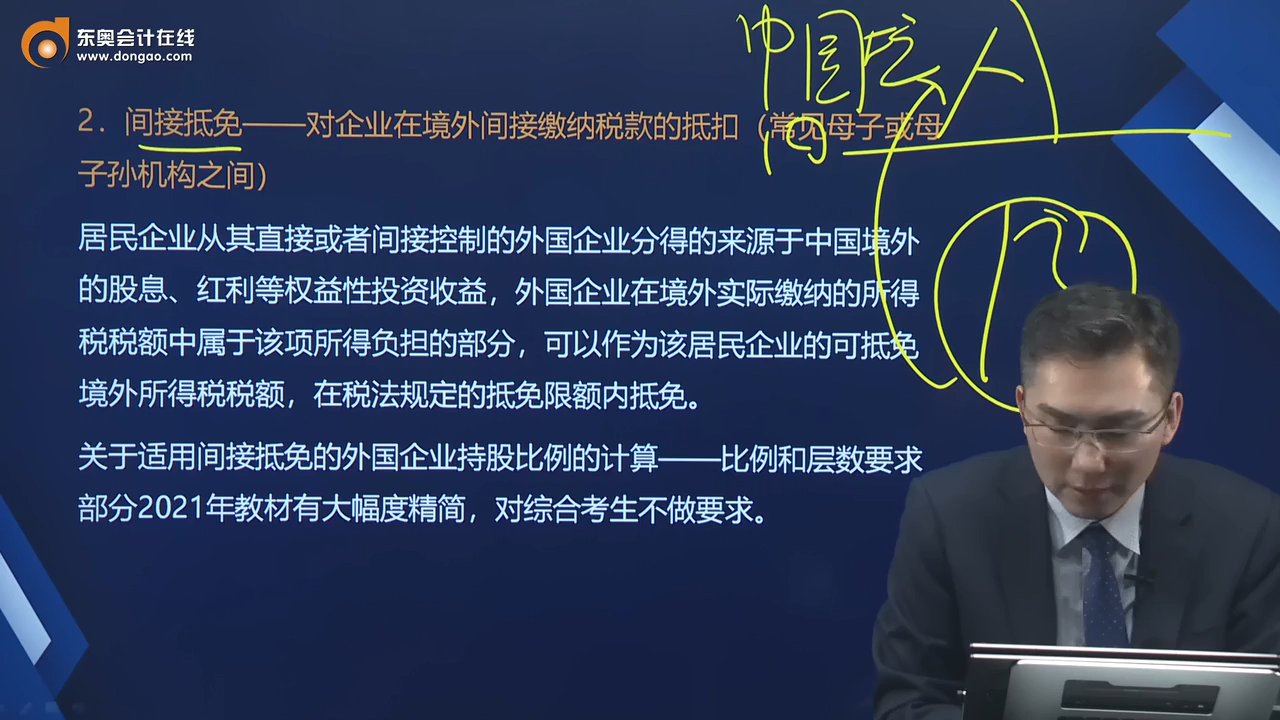 东奥会计在线
www.dongao.com
中国法人
2．间接抵免——对企业在境外间接缴纳税款的抵扣（常见母子或母
子孙机构之间）
居民企业从其直接或者间接控制的外国企业分得的来源于中国境外
的股息、红利等权益性投资收益，外国企业在境外实际缴纳的所得
税税额中属于该项所得负担的部分，可以作为该居民企业的可抵免
境外所得税税额，在税法规定的抵免限额内抵免。
关于适用间接抵免的外国企业持股比例的计算——比例和层数要求
部分2021年教材有大幅度精简，对综合考生不做要求。